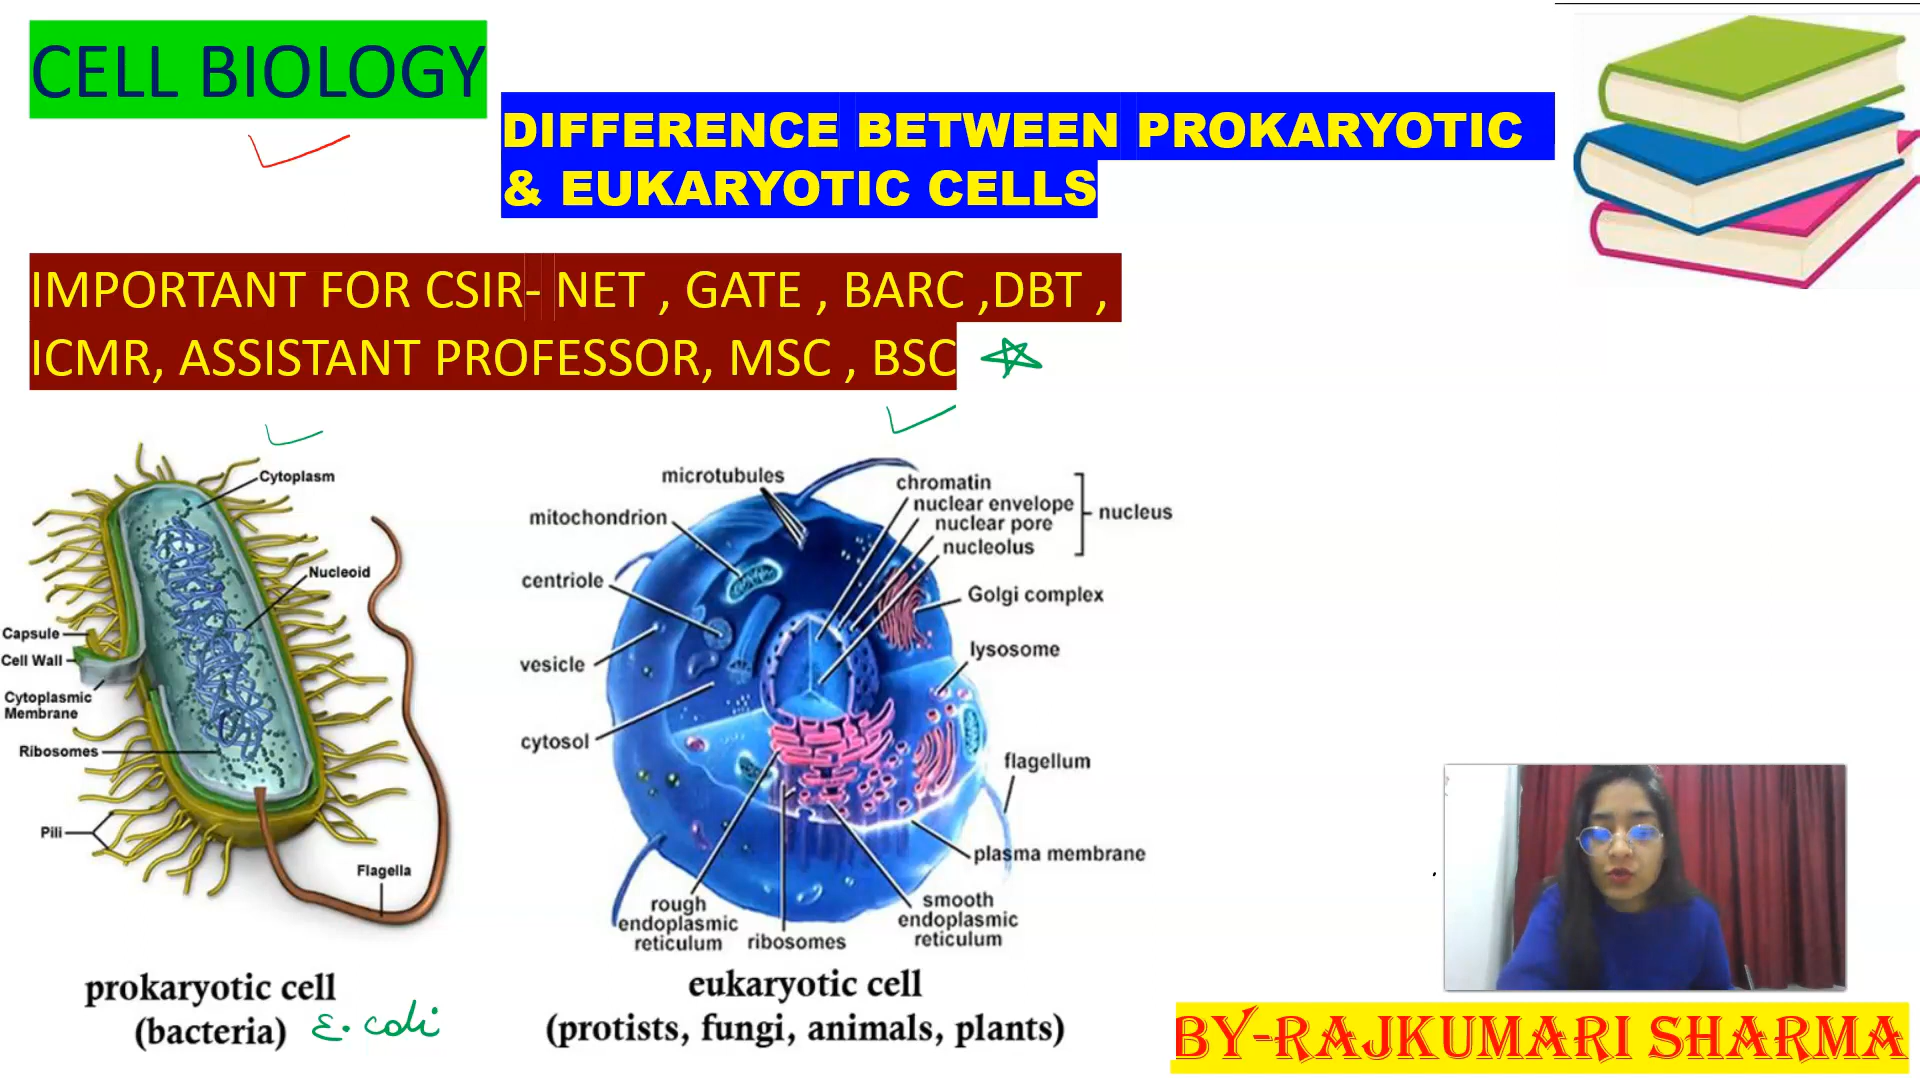 CELL BIOLOGY
DIFFERENCE BETWEEN PROKARYOTIC
& EUKARYOTIC CELLS
IMPORTANT FOR CSIR- NET , GATE , BARC ,DBT ,
ICMR, ASSISTANT PROFESSOR, MSC , BSC
Cytoplasm
Nucleoid
Capsule
Cell Wall
Cytoplasmic
Membrane
Ribosomes
Pili
Flagella
prokaryotic cell
(bacteria) E. coli
microtubules
mitochondrion
centriole
vesicle
cytosol
chromatin
nuclear envelope
nuclear pore
nucleolus
nucleus
Golgi complex
lysosome
flagellum
plasma membrane
rough
endoplasmic
reticulum
ribosomes
smooth
endoplasmic
reticulum
eukaryotic cell
(protists, fungi, animals, plants)
BY-RAJKUMARI SHARMA